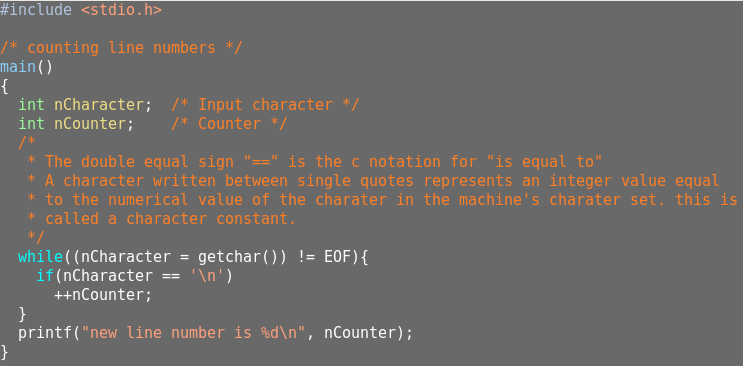 #include <stdio.h>

/* counting line numbers */
main()
{
  int nCharacter;  /* Input character */
  int nCounter;    /* Counter */
  /*
   * The double equal sign "==" is the c notation for "is equal to"
   * A character written between single quotes represents an integer value equal
   * to the numerical value of the charater in the machine's charater set. this is
   * called a character constant.
   */
  while((nCharacter = getchar()) != EOF){
    if(nCharacter == '\n')
      ++nCounter;
  }
  printf("new line number is %d\n", nCounter);
}